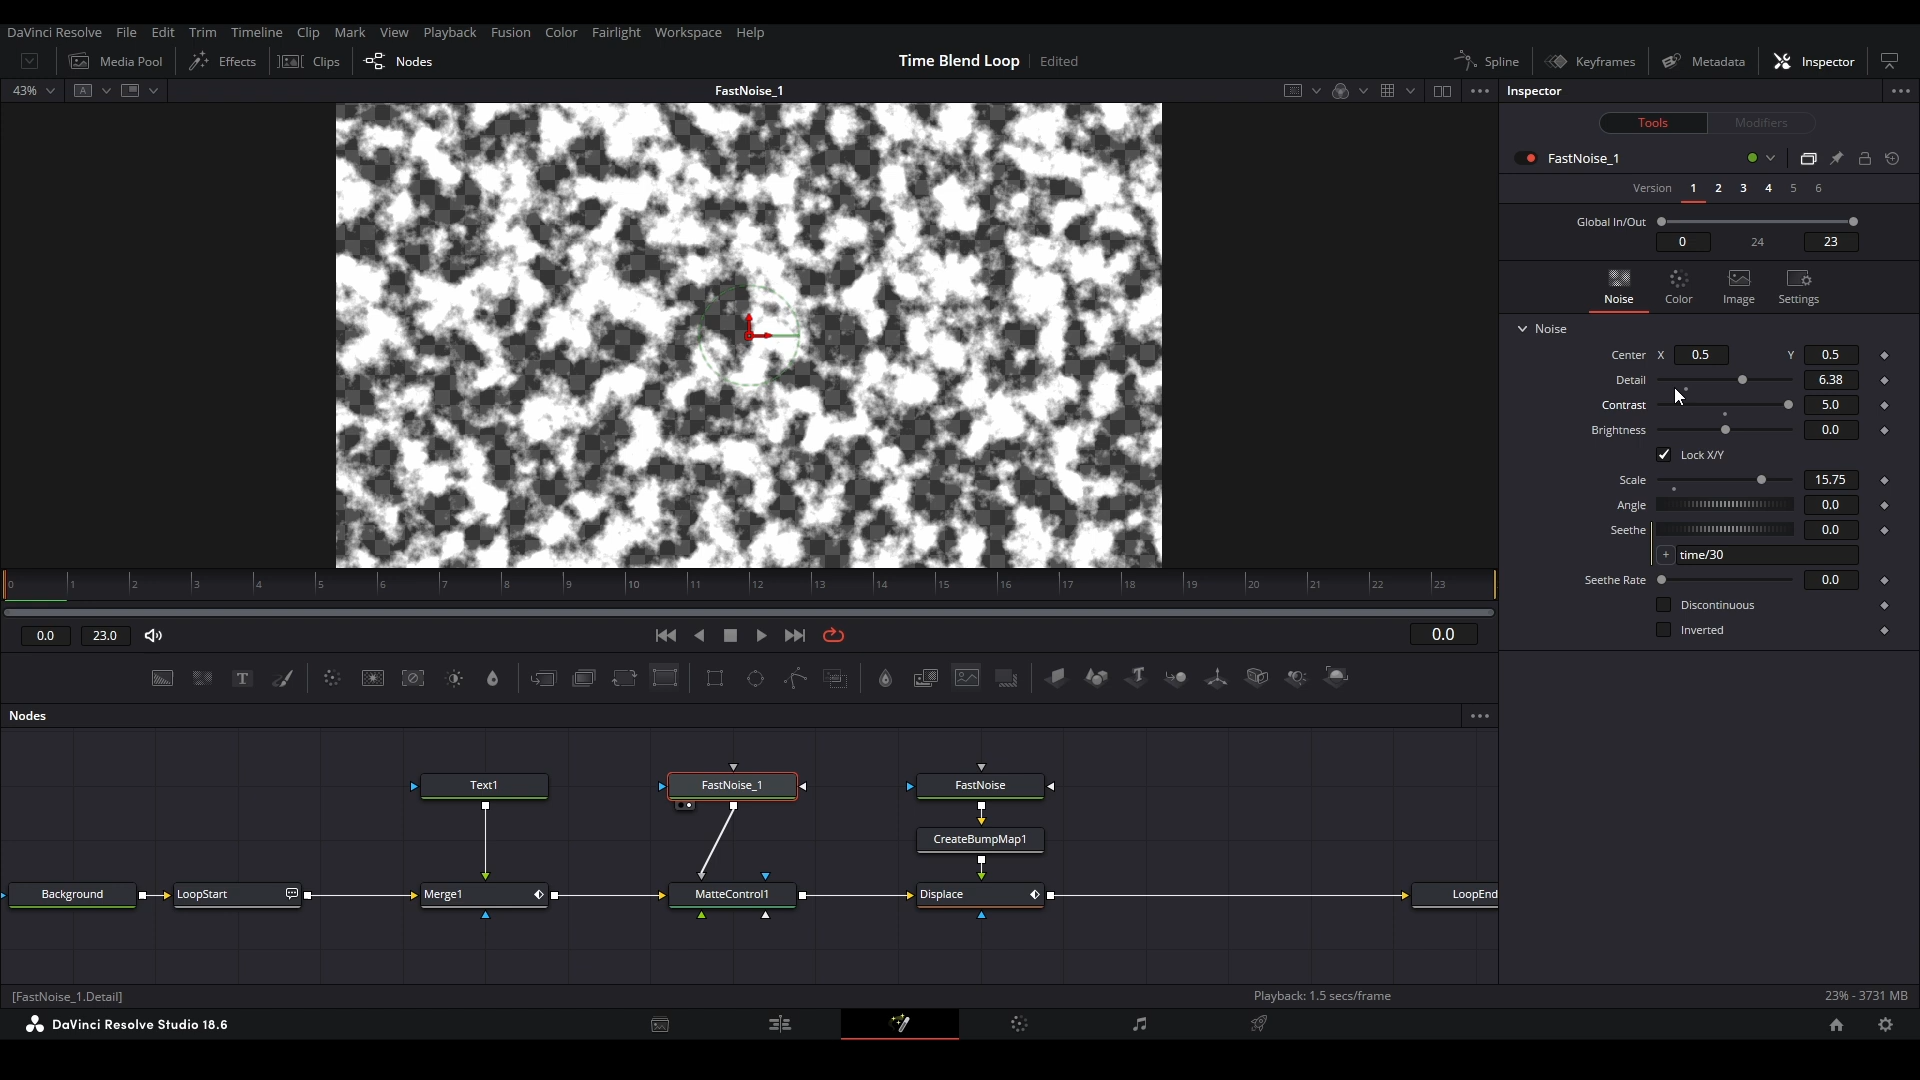 DaVinci Resolve File Edit Trim Timeline Clip Mark View Playback Fusion Color Fairlight Workspace Help
Media Pool Effects Clips Nodes Time Blend Loop Edited Spline Keyframes Metadata Inspector
43% A FastNoise_1 Inspector
Tools Modifiers
FastNoise_1
Version 1 2 3 4 5 6
Global In/Out
0 24 23
Noise Color Image Settings
Noise
Center X 0.5 Y 0.5
Detail 6.38
Contrast 5.0
Brightness 0.0
Lock X/Y
Scale 15.75
Angle 0.0
Seethe 0.0
+ time/30
Seethe Rate 0.0
Discontinuous
Inverted
0 1 2 3 4 5 6 7 8 9 10 11 12 13 14 15 16 17 18 19 20 21 22 23
0.0 23.0 0.0
T
Nodes
Text1 FastNoise_1 FastNoise
CreateBumpMap1
Background LoopStart Merge1 MatteControl1 Displace LoopEnd
[FastNoise_1.Detail] Playback: 1.5 secs/frame 23% - 3731 MB
DaVinci Resolve Studio 18.6